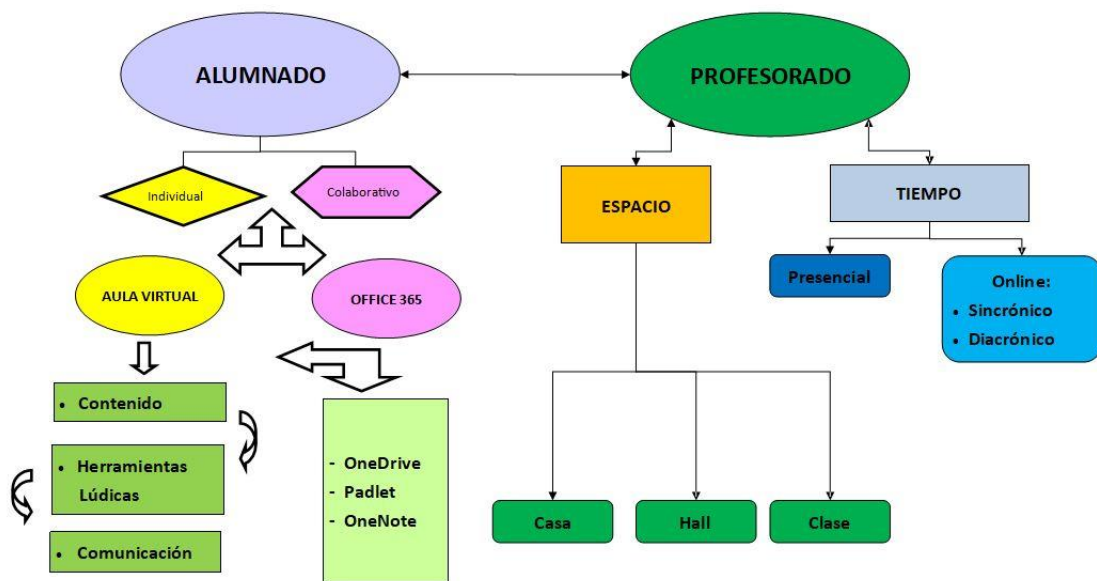 ALUMNADO
PROFESORADO
Individual
Colaborativo
ESPACIO
TIEMPO
AULA VIRTUAL
OFFICE 365
Presencial
Online:
• Sincrónico
• Diacrónico
• Contenido
• Herramientas
Lúdicas
• Comunicación
- OneDrive
- Padlet
- OneNote
Casa
Hall
Clase